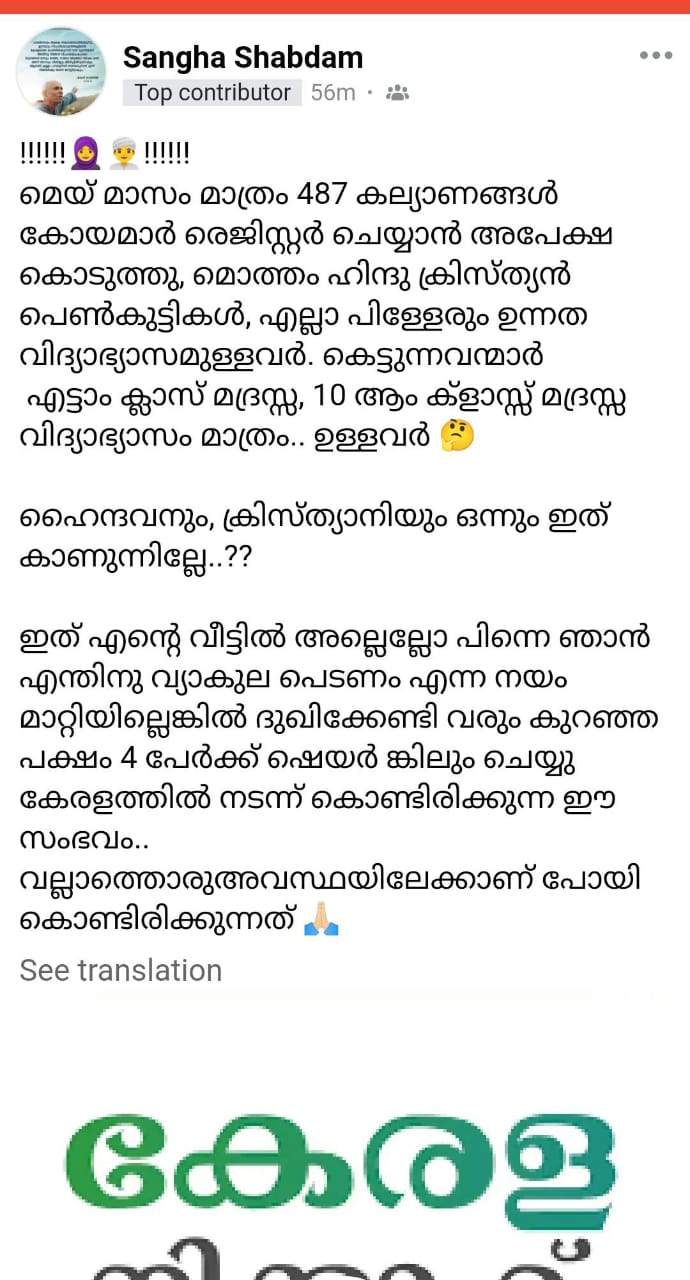 Sangha Shabdam
Top contributor 56m
!!!!!!🧕👳!!!!!!
മെയ് മാസം മാത്രം 487 കല്യാണങ്ങൾ
കോയമാർ രെജിസ്റ്റർ ചെയ്യാൻ അപേക്ഷ
കൊടുത്തു, മൊത്തം ഹിന്ദു ക്രിസ്ത്യൻ
പെൺകുട്ടികൾ, എല്ലാ പിള്ളേരും ഉന്നത
വിദ്യാഭ്യാസമുള്ളവർ. കെട്ടുന്നവന്മാർ
എട്ടാം ക്ലാസ് മദ്രസ്സ, 10 ആം ക്ളാസ്സ് മദ്രസ്സ
വിദ്യാഭ്യാസം മാത്രം.. ഉള്ളവർ 🤔
ഹൈന്ദവനും, ക്രിസ്ത്യാനിയും ഒന്നും ഇത്
കാണുന്നില്ലേ..??
ഇത് എന്റെ വീട്ടിൽ അല്ലെല്ലോ പിന്നെ ഞാൻ
എന്തിനു വ്യാകുല പെടണം എന്ന നയം
മാറ്റിയില്ലെങ്കിൽ ദുഖിക്കേണ്ടി വരും കുറഞ്ഞ
പക്ഷം 4 പേർക്ക് ഷെയർ ങ്കിലും ചെയ്യു
കേരളത്തിൽ നടന്ന് കൊണ്ടിരിക്കുന്ന ഈ
സംഭവം..
വല്ലാത്തൊരുഅവസ്ഥയിലേക്കാണ് പോയി
കൊണ്ടിരിക്കുന്നത് 🙏🏼
See translation
കേരള